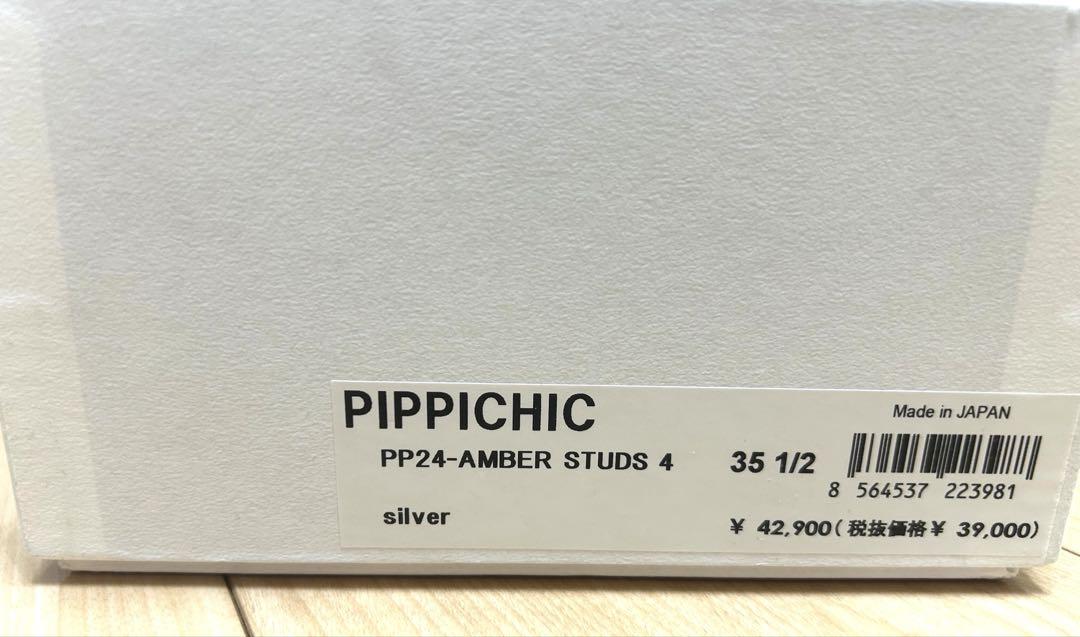 PIPPICHIC
Made in JAPAN
PP24-AMBER STUDS 4
35 1/2
8 564537 223981
silver
¥ 42,900(税抜価格¥ 39,000)